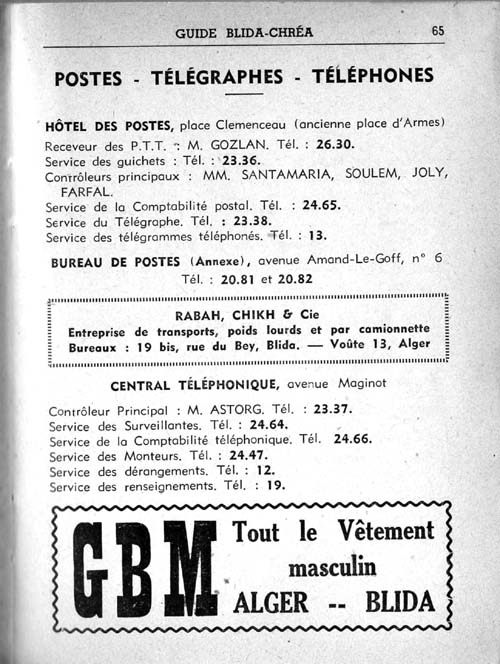 GUIDE BLIDA-CHRÉA 65
POSTES - TÉLÉGRAPHES - TÉLÉPHONES
HÔTEL DES POSTES, place Clemenceau (ancienne place d'Armes)
Receveur des P.T.T. : M. GOZLAN. Tél. : 26.30.
Service des guichets : Tél. : 23.36.
Contrôleurs principaux : MM. SANTAMARIA, SOULEM, JOLY,
FARFAL.
Service de la Comptabilité postal. Tél. : 24.65.
Service du Télégraphe. Tél. : 23.38.
Service des télégrammes téléphonés. Tél. : 13.
BUREAU DE POSTES (Annexe), avenue Amand-Le-Goff, n° 6
Tél. : 20.81 et 20.82
RABAH, CHIKH & Cie
Entreprise de transports, poids lourds et par camionnette
Bureaux : 19 bis, rue du Bey, Blida. — Voûte 13, Alger
CENTRAL TÉLÉPHONIQUE, avenue Maginot
Contrôleur Principal : M. ASTORG. Tél. : 23.37.
Service des Surveillantes. Tél. : 24.64.
Service de la Comptabilité téléphonique. Tél. 24.66.
Service des Monteurs. Tél. : 24.47.
Service des dérangements. Tél. : 12.
Service des renseignements. Tél. : 19.
GBM Tout le Vêtement
masculin
ALGER -- BLIDA